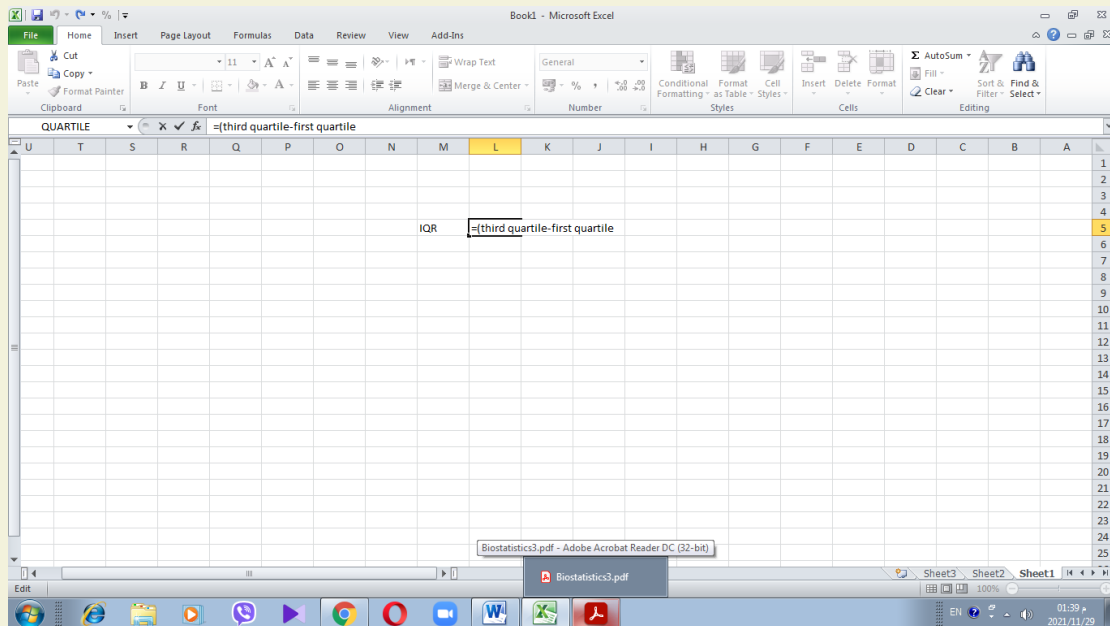 Book1 - Microsoft Excel
File Home Insert Page Layout Formulas Data Review View Add-Ins
Cut
Copy
Format Painter
Paste
Clipboard
11 A A
B I U A
Font
Wrap Text
Merge & Center
Alignment
General
% , .00 .0
Number
Conditional Formatting
Format as Table
Cell Styles
Styles
Insert Delete Format
Cells
Σ AutoSum
Fill
Clear
Sort & Filter
Find & Select
Editing
QUARTILE fx =(third quartile-first quartile
U T S R Q P O N M L K J I H G F E D C B A
1
2
3
4
IQR =(third quartile-first quartile 5
6
7
8
9
10
11
12
13
14
15
16
17
18
19
20
21
22
23
24
25
Biostatistics3.pdf - Adobe Acrobat Reader DC (32-bit)
Biostatistics3.pdf
Sheet3 Sheet2 Sheet1
Edit 100%
EN 01:39 م
2021/11/29